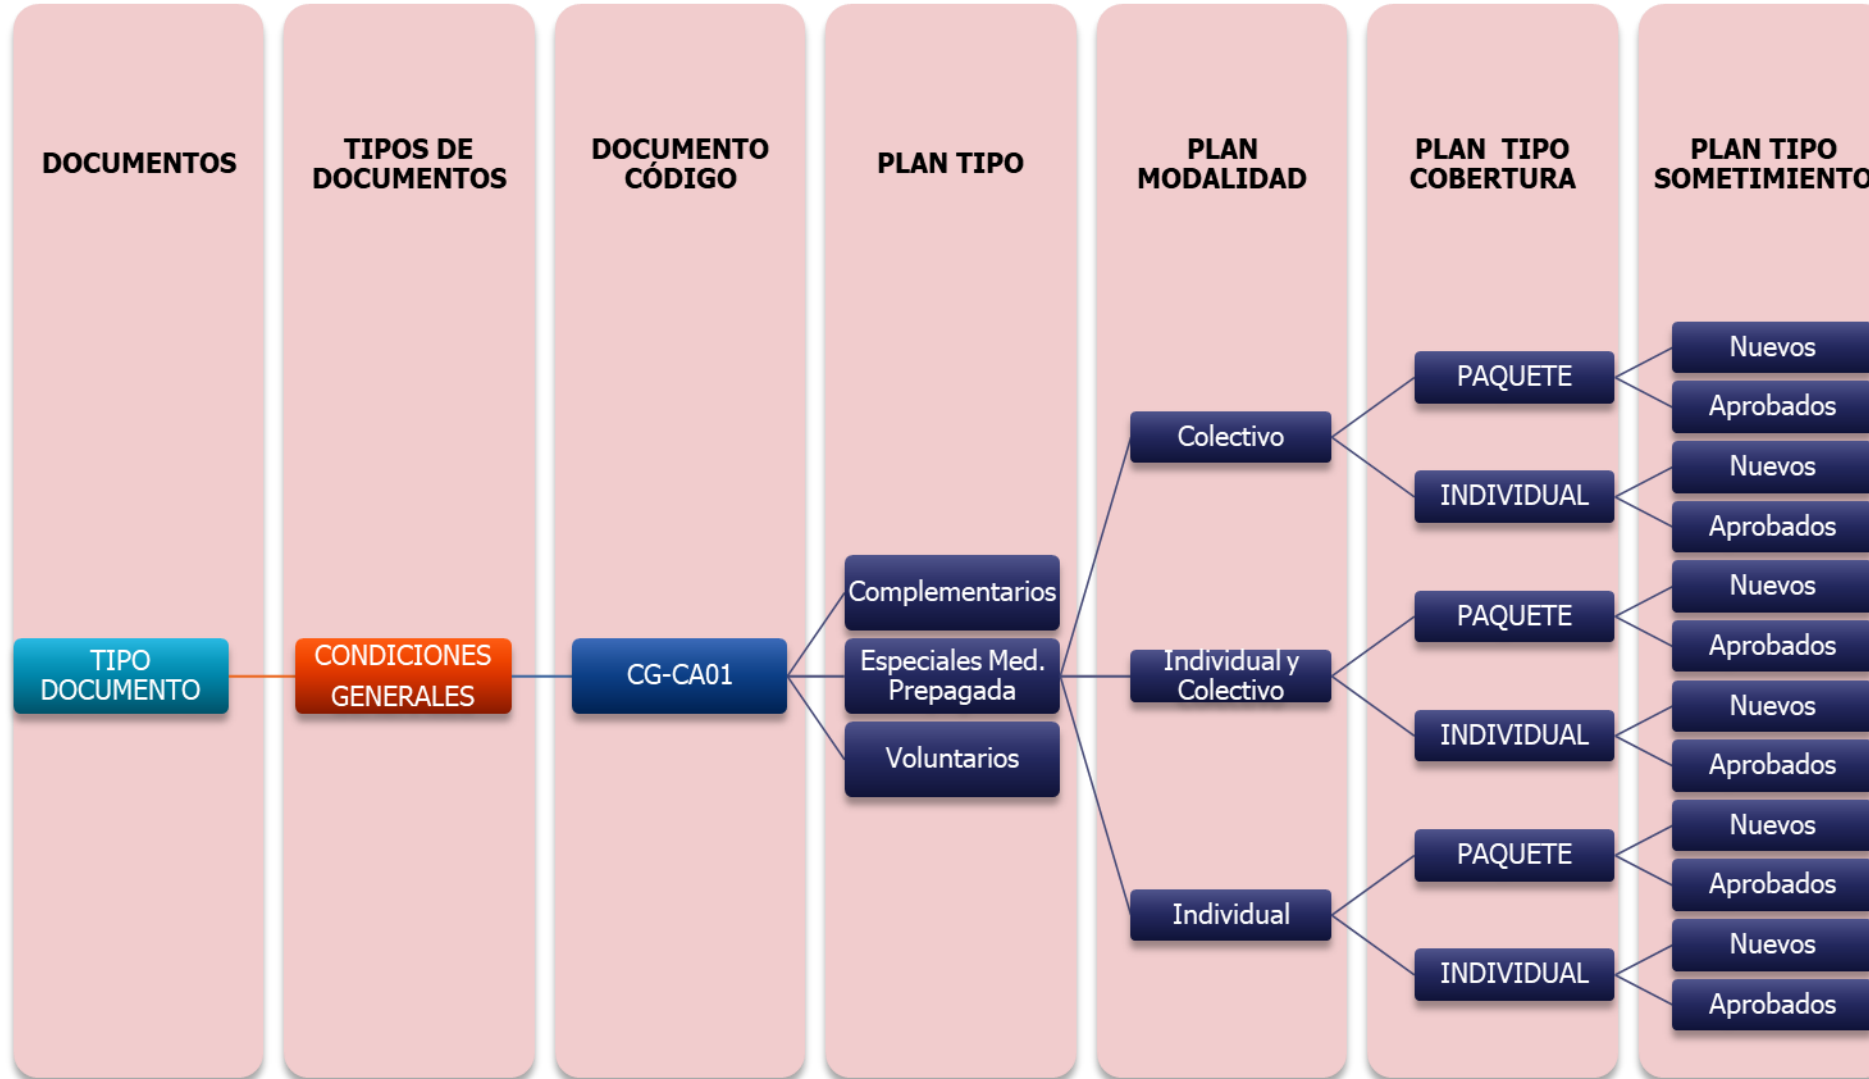 DOCUMENTOS
TIPOS DE
DOCUMENTOS
DOCUMENTO
CÓDIGO
PLAN TIPO
PLAN
MODALIDAD
PLAN TIPO
COBERTURA
PLAN TIPO
SOMETIMIENTO
TIPO
DOCUMENTO
CONDICIONES
GENERALES
CG-CA01
Complementarios
Especiales Med.
Prepagada
Voluntarios
Colectivo
Individual y
Colectivo
Individual
PAQUETE
INDIVIDUAL
PAQUETE
INDIVIDUAL
PAQUETE
INDIVIDUAL
Nuevos
Aprobados
Nuevos
Aprobados
Nuevos
Aprobados
Nuevos
Aprobados
Nuevos
Aprobados
Nuevos
Aprobados